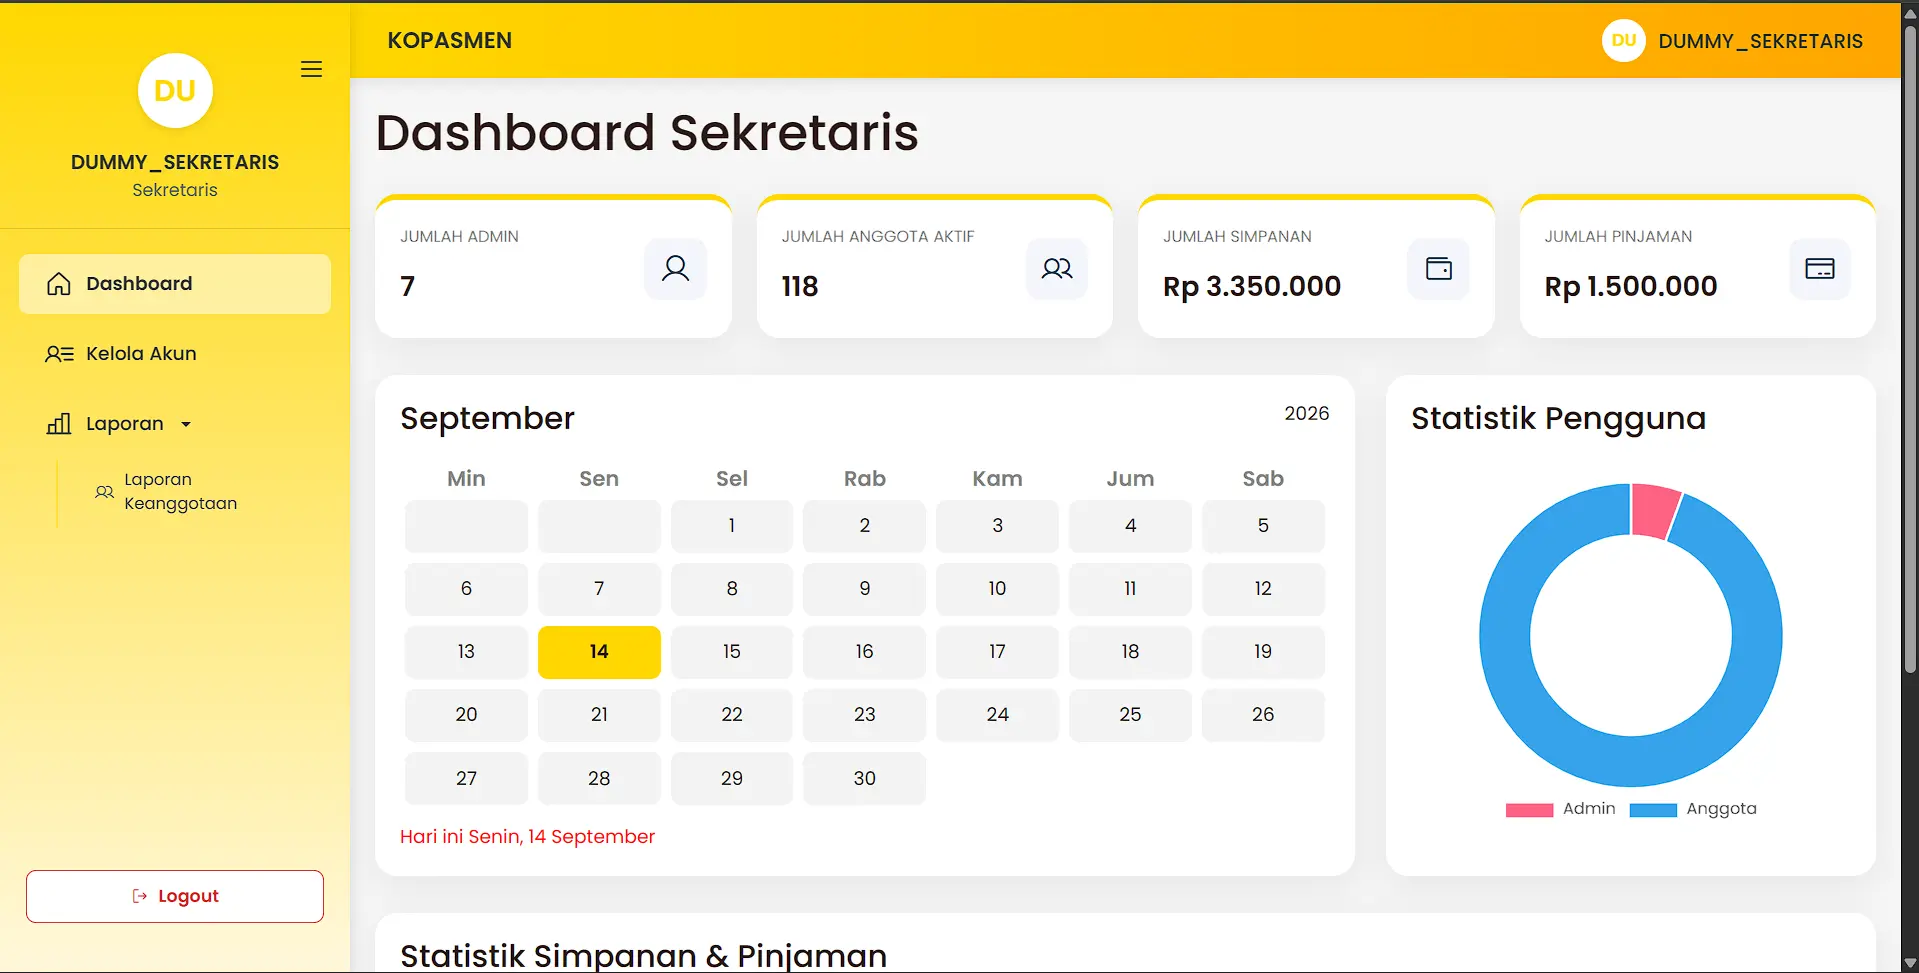 DU
DUMMY_SEKRETARIS
Sekretaris
Dashboard
Kelola Akun
Laporan
Laporan
Keanggotaan
Logout
KOPASMEN
DU DUMMY_SEKRETARIS
Dashboard Sekretaris
JUMLAH ADMIN
7
JUMLAH ANGGOTA AKTIF
118
JUMLAH SIMPANAN
Rp 3.350.000
JUMLAH PINJAMAN
Rp 1.500.000
September 2026
Min Sen Sel Rab Kam Jum Sab
1 2 3 4 5
6 7 8 9 10 11 12
13 14 15 16 17 18 19
20 21 22 23 24 25 26
27 28 29 30
Hari ini Senin, 14 September
Statistik Pengguna
Admin Anggota
Statistik Simpanan & Pinjaman